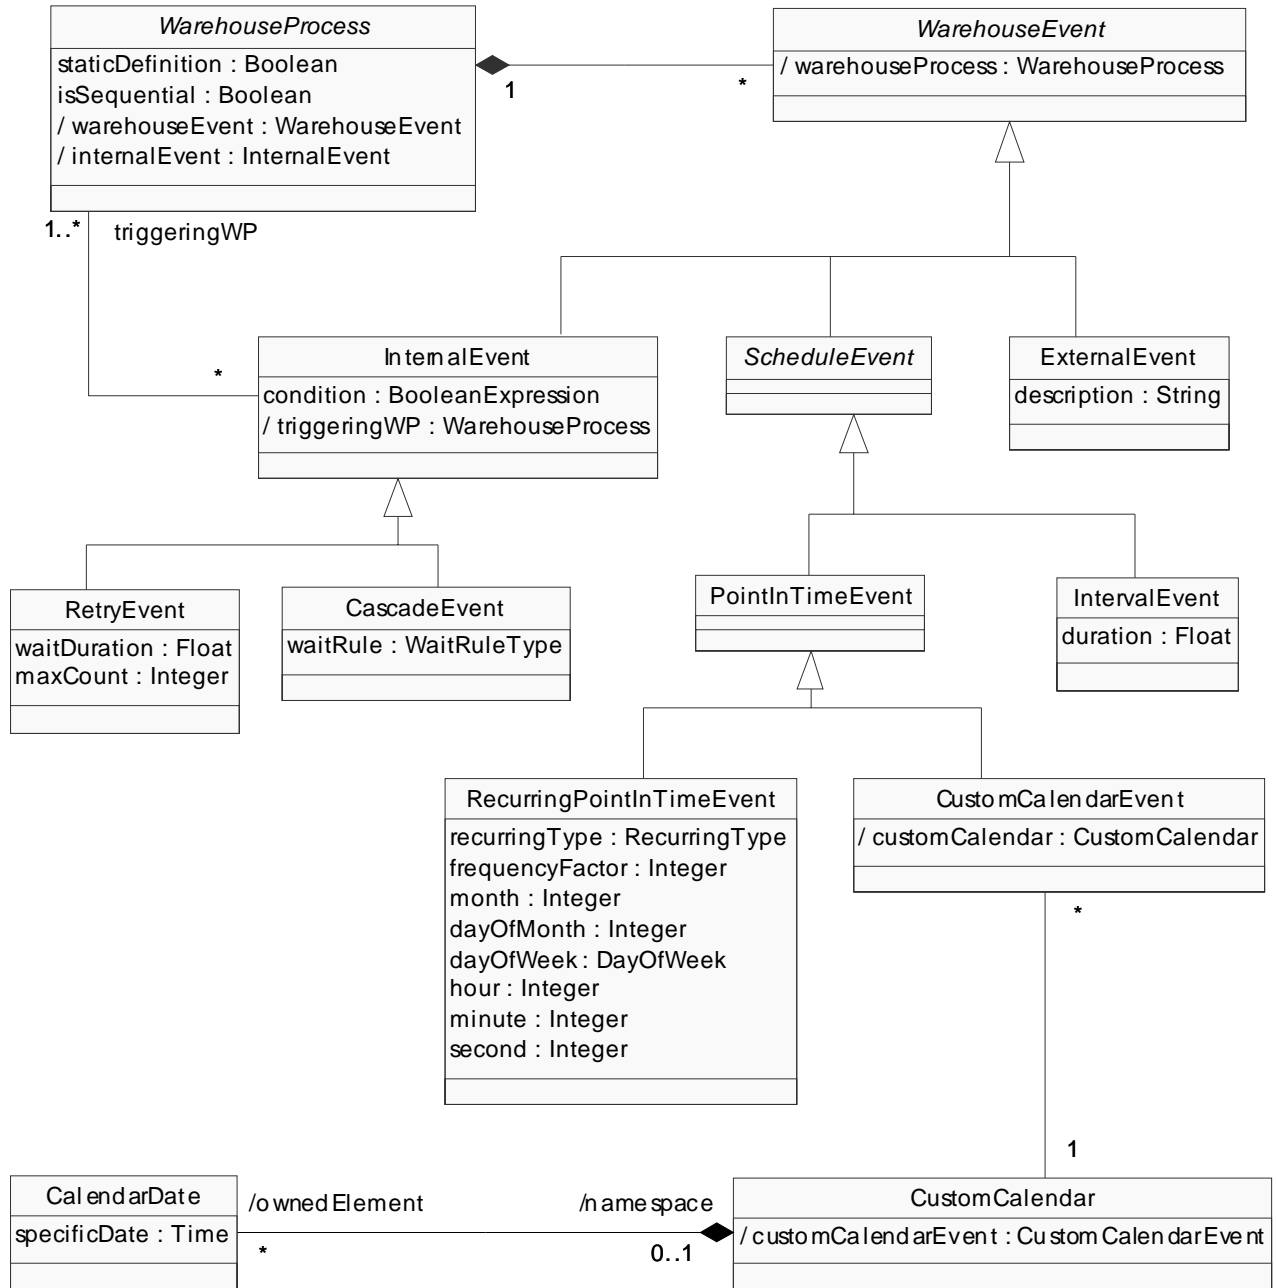 WarehouseProcess
staticDefinition : Boolean
isSequential : Boolean
/ warehouseEvent : WarehouseEvent
/ internalEvent : InternalEvent
1
*
WarehouseEvent
/ warehouseProcess : WarehouseProcess
1..*
triggeringWP
*
InternalEvent
condition : BooleanExpression
/ triggeringWP : WarehouseProcess
ScheduleEvent
ExternalEvent
description : String
RetryEvent
waitDuration : Float
maxCount : Integer
CascadeEvent
waitRule : WaitRuleType
PointInTimeEvent
IntervalEvent
duration : Float
RecurringPointInTimeEvent
recurringType : RecurringType
frequencyFactor : Integer
month : Integer
dayOfMonth : Integer
dayOfWeek : DayOfWeek
hour : Integer
minute : Integer
second : Integer
CustomCalendarEvent
/ customCalendar : CustomCalendar
*
1
CalendarDate
specificDate : Time
/ownedElement
*
/namespace
0..1
CustomCalendar
/ customCalendarEvent : CustomCalendarEvent